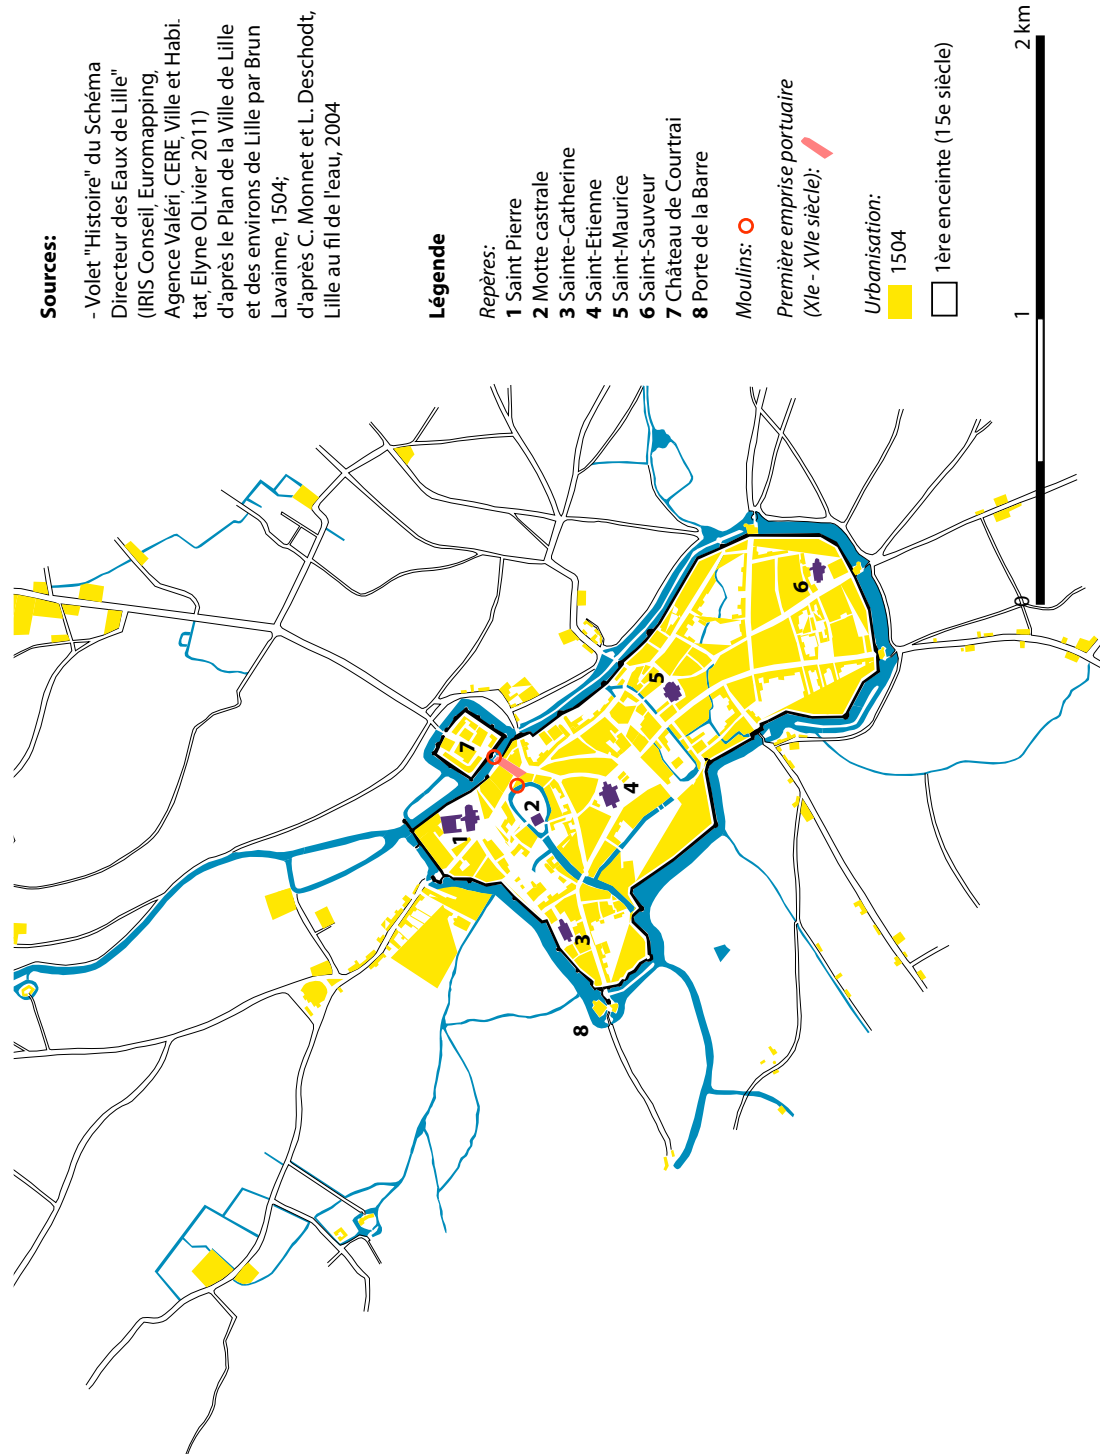 Sources:
- Volet "Histoire" du Schéma
Directeur des Eaux de Lille"
(IRIS Conseil, Euromapping,
Agence Valéri, CERE, Ville et Habi.
tat, Elyne OLivier 2011)
d'après le Plan de la Ville de Lille
et des environs de Lille par Brun
Lavainne, 1504;
d'après C. Monnet et L. Deschodt,
Lille au fil de l'eau, 2004
Légende
Repères:
1 Saint Pierre
2 Motte castrale
3 Sainte-Catherine
4 Saint-Etienne
5 Saint-Maurice
6 Saint-Sauveur
7 Château de Courtrai
8 Porte de la Barre
Moulins:
Première emprise portuaire
(XIe - XVIe siècle):
Urbanisation:
1504
1ère enceinte (15e siècle)
0
1
2 km
1
2
3
4
5
6
7
8